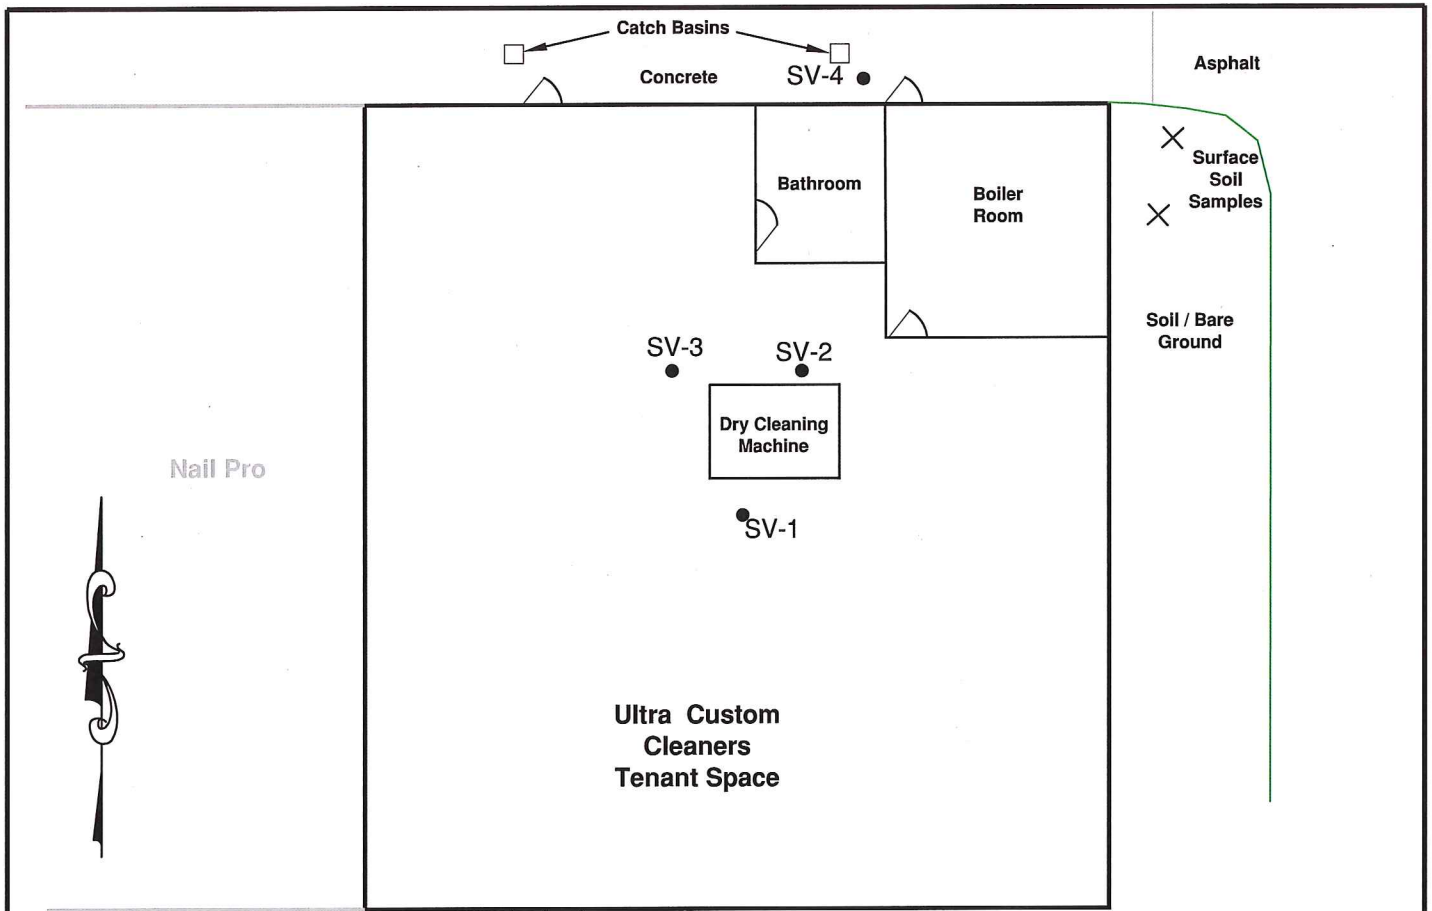 Catch Basins
Concrete
SV-4
Asphalt
Surface
Soil
Samples
Bathroom
Boiler
Room
Soil / Bare
Ground
SV-3
SV-2
Dry Cleaning
Machine
Nail Pro
SV-1
Ultra Custom
Cleaners
Tenant Space